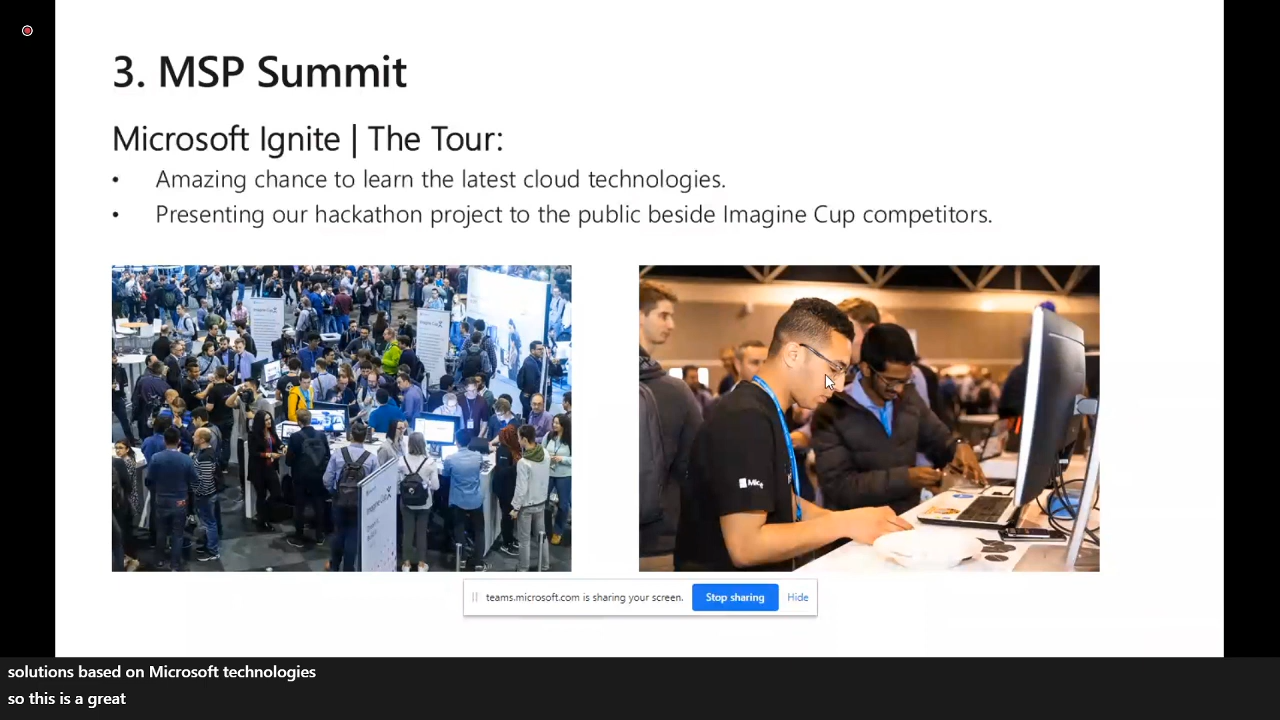 3. MSP Summit
Microsoft Ignite | The Tour:
• Amazing chance to learn the latest cloud technologies.
• Presenting our hackathon project to the public beside Imagine Cup competitors.
Imagine Cup
teams.microsoft.com is sharing your screen.
Stop sharing
Hide
solutions based on Microsoft technologies
so this is a great